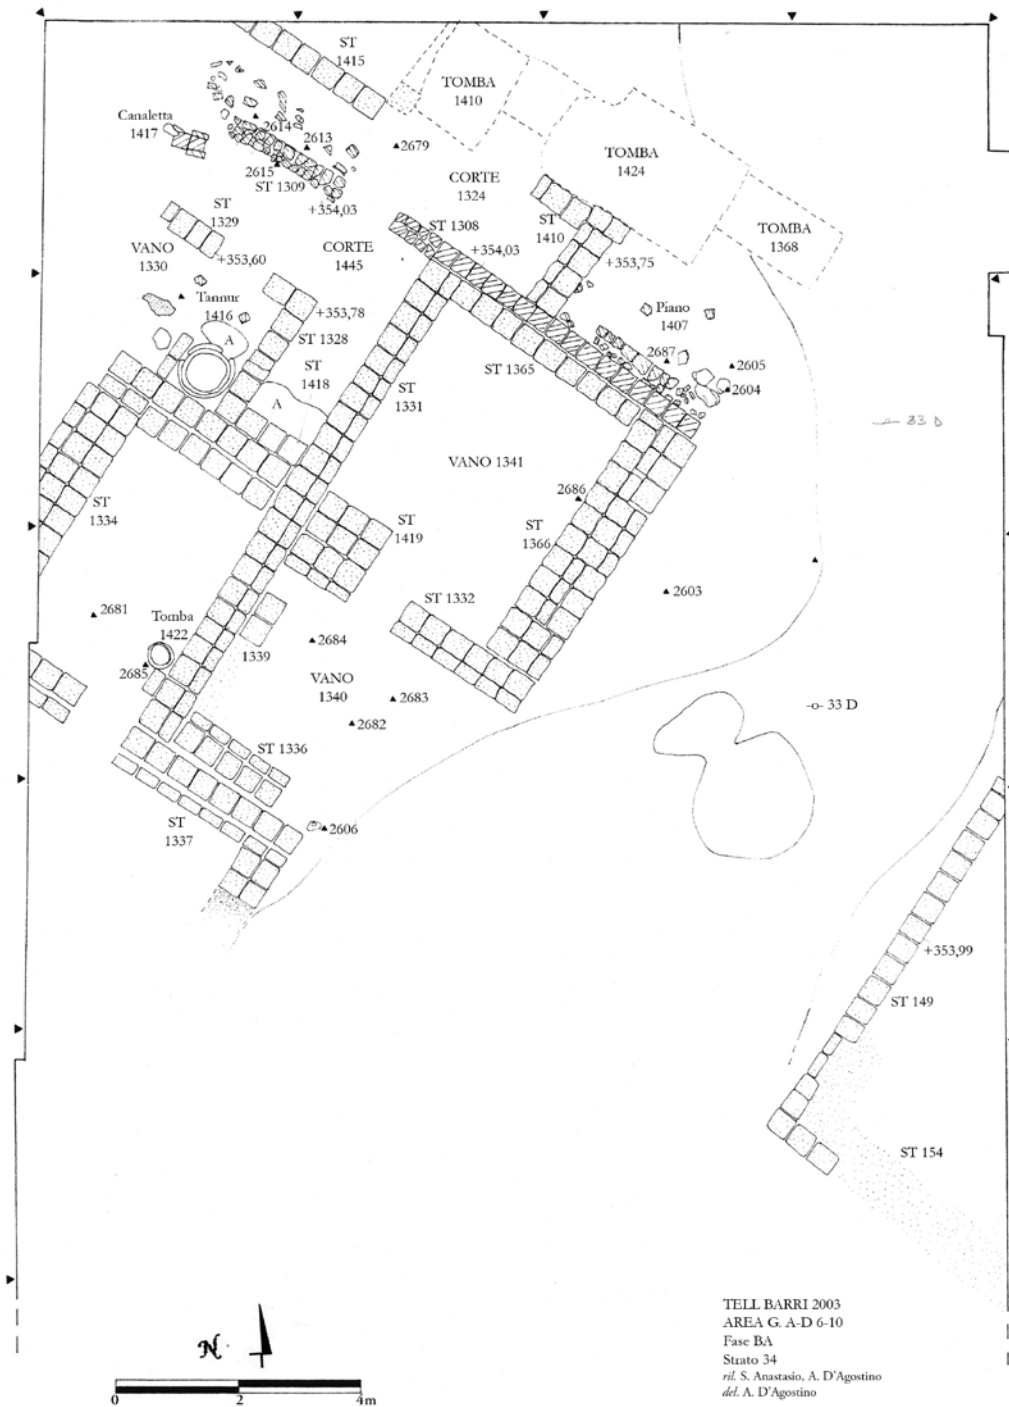 ST
1415
TOMBA
1410
Canaletta
1417
2614
2613
2679
2615
ST 1309
TOMBA
1424
CORTE
1324
+354,03
ST
1329
ST 1308
ST
1410
TOMBA
1368
VANO
1330
+353,60
CORTE
1445
+354,03
+353,75
Tannur
1416
+353,78
Piano
1407
A
ST 1328
ST
1418
2687
2605
ST 1365
2604
ST
1331
A
33 D
VANO 1341
2686
ST
1334
ST
1419
ST
1366
2603
2681
Tomba
1422
ST 1332
2684
2685
1339
VANO
1340
2683
-o- 33 D
2682
ST 1336
ST
1337
2606
+353,99
ST 149
ST 154
TELL BARRI 2003
AREA G. A-D 6-10
Fase BA
Strato 34
ril. S. Anastasio, A. D'Agostino
del. A. D'Agostino
N
0 2 4m